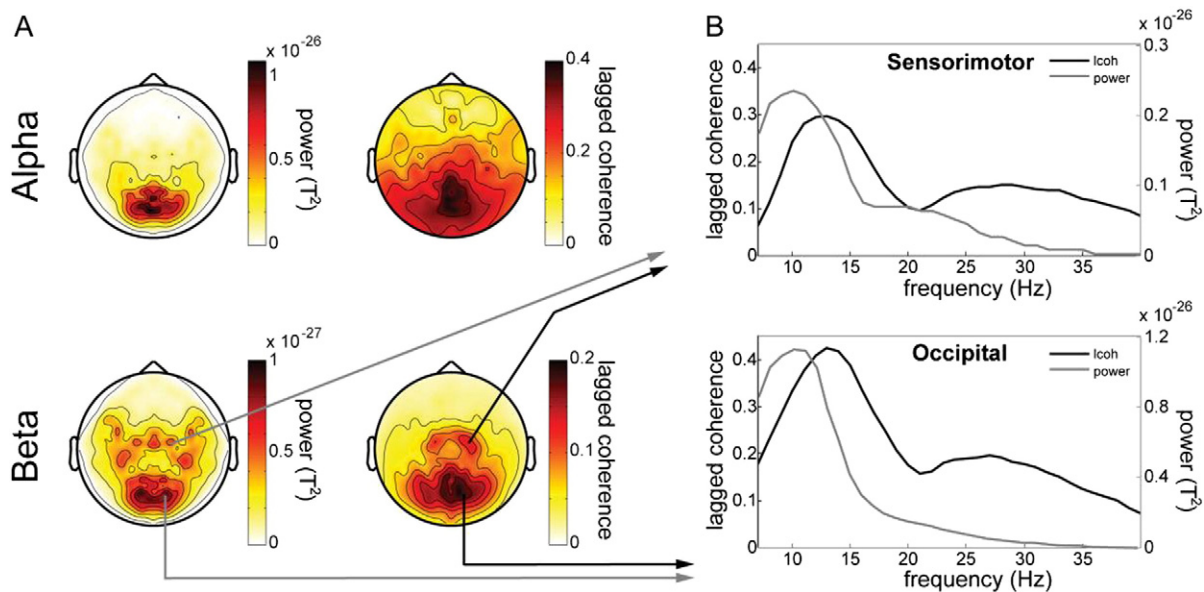 A
Alpha
x 10-26
1
0.5
0
power (T2)
0.4
0.2
0
lagged coherence
Beta
x 10-27
1
0.5
0
power (T2)
0.2
0.1
0
lagged coherence
B
x 10-26
Sensorimotor
lcoh
power
0.4
0.3
0.2
0.1
0
lagged coherence
0.3
0.2
0.1
0
power (T2)
10 15 20 25 30 35
frequency (Hz)
x 10-26
Occipital
lcoh
power
0.4
0.3
0.2
0.1
0
lagged coherence
1.2
0.8
0.4
0
power (T2)
10 15 20 25 30 35
frequency (Hz)